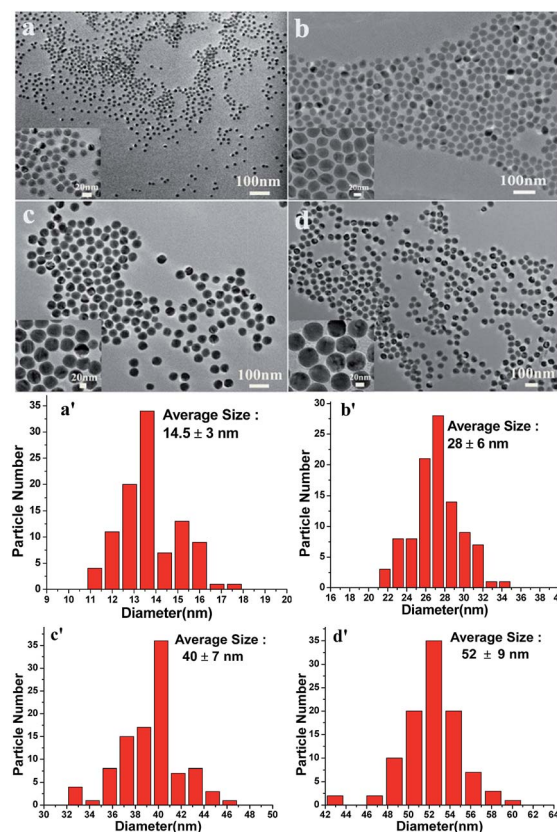 a
20nm
100nm
b
20nm
100nm
c
20nm
100nm
d
20nm
100nm
a'
Average Size :
14.5 ± 3 nm
Particle Number
35
30
25
20
15
10
5
0
9 10 11 12 13 14 15 16 17 18 19 20
Diameter(nm)
b'
Average Size :
28 ± 6 nm
Particle Number
30
25
20
15
10
5
0
16 18 20 22 24 26 28 30 32 34 36 38
Diameter(nm)
c'
Average Size :
40 ± 7 nm
Particle Number
35
30
25
20
15
10
5
0
30 32 34 36 38 40 42 44 46 48 50
Diameter(nm)
d'
Average Size :
52 ± 9 nm
Particle Number
35
30
25
20
15
10
5
0
42 44 46 48 50 52 54 56 58 60 62 64
Diameter(nm)